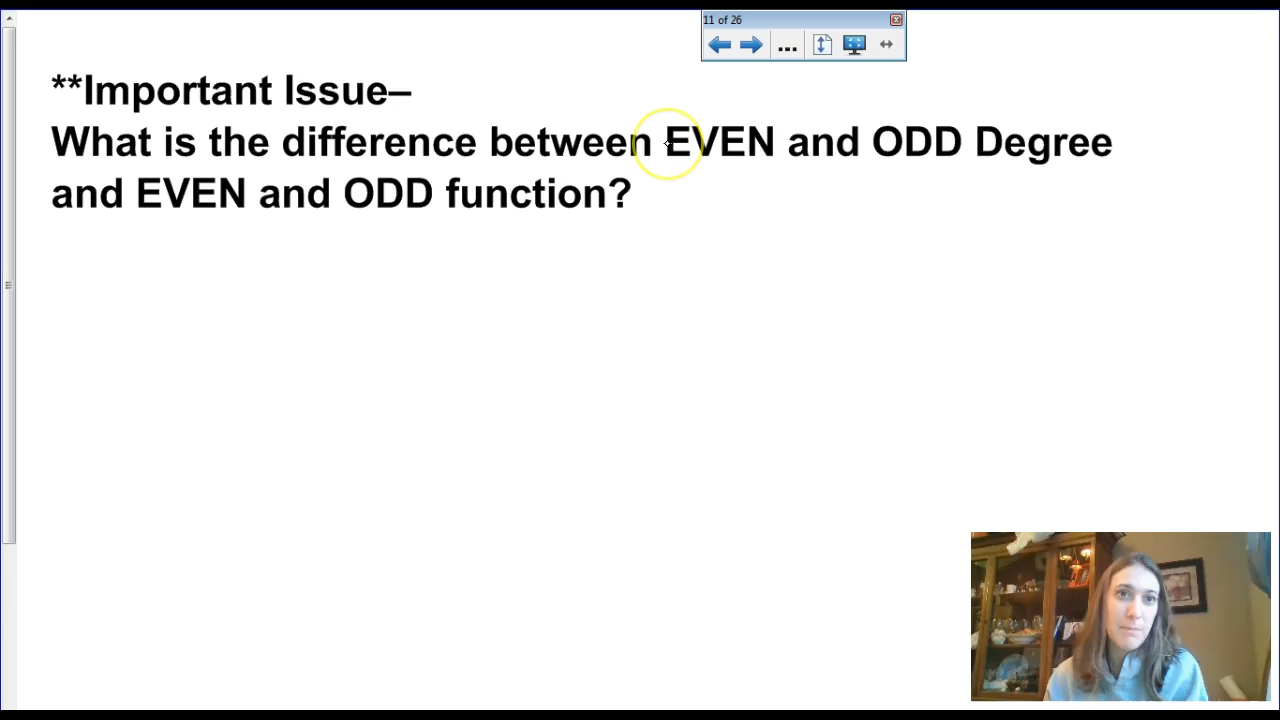 11 of 26
**Important Issue–
What is the difference between EVEN and ODD Degree
and EVEN and ODD function?